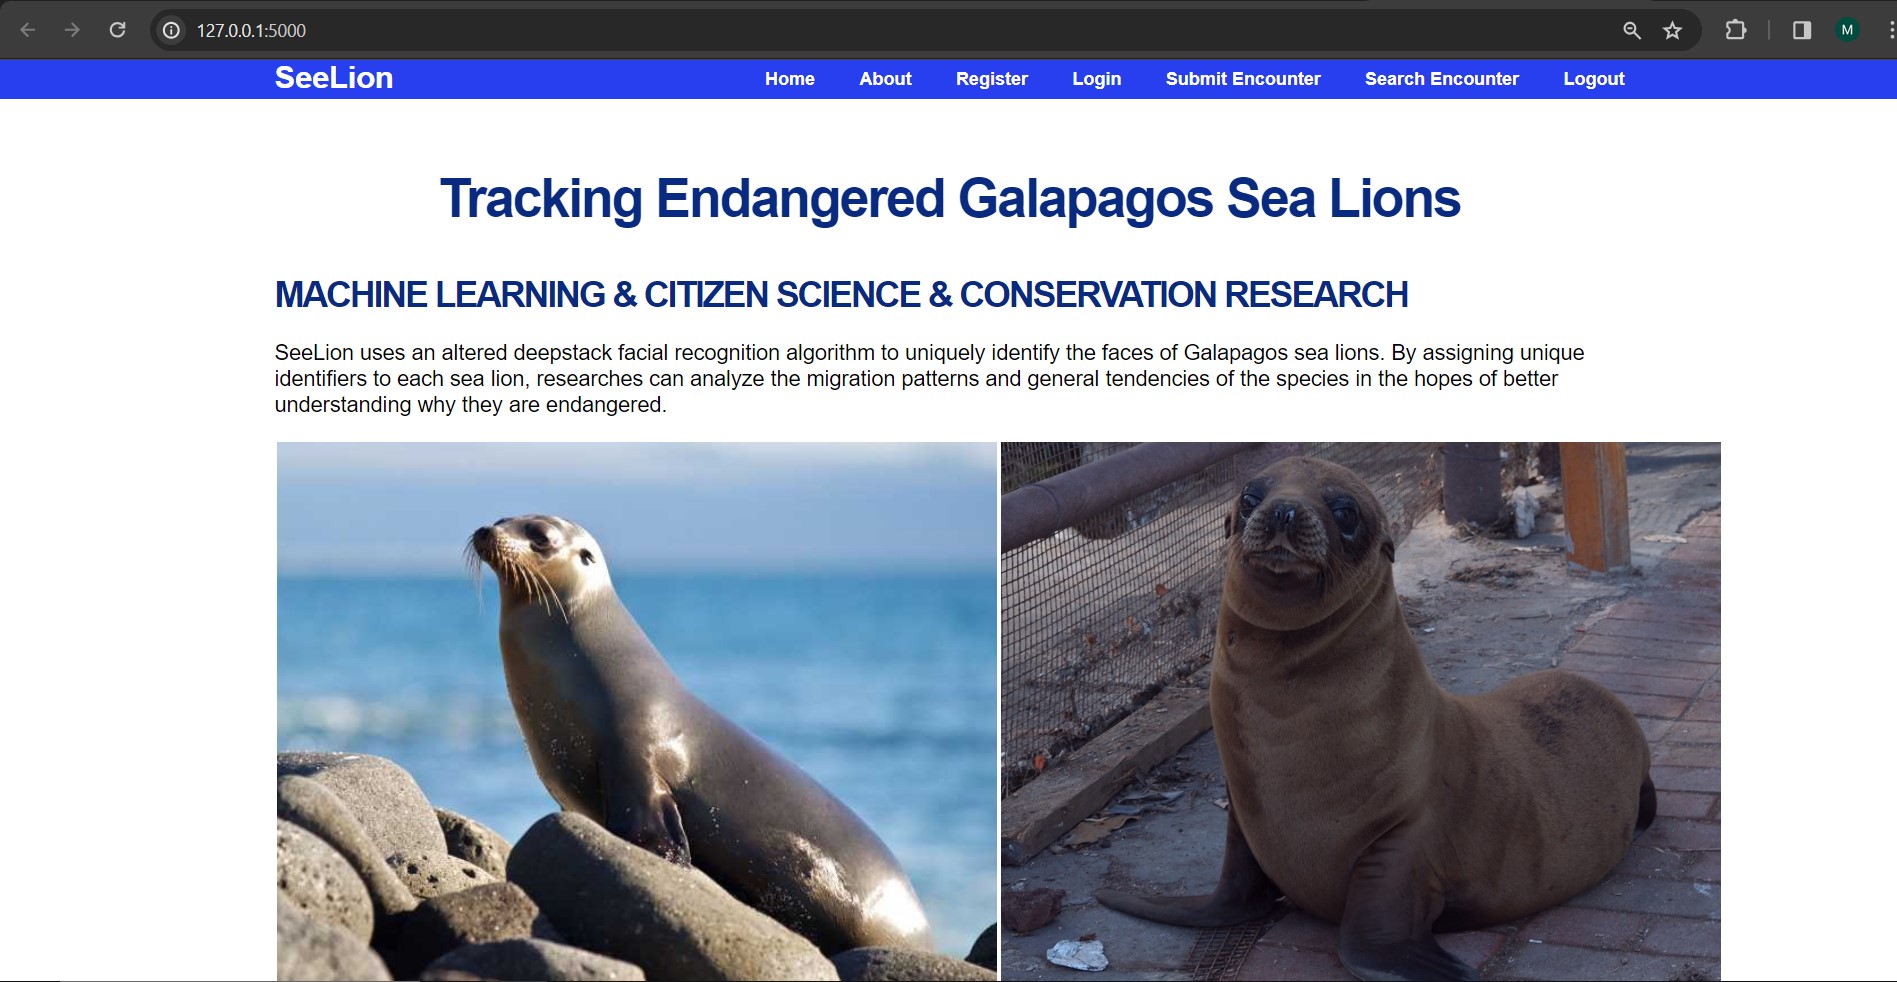 127.0.0.1:5000
M
SeeLion
Home
About
Register
Login
Submit Encounter
Search Encounter
Logout
Tracking Endangered Galapagos Sea Lions
MACHINE LEARNING & CITIZEN SCIENCE & CONSERVATION RESEARCH
SeeLion uses an altered deepstack facial recognition algorithm to uniquely identify the faces of Galapagos sea lions. By assigning unique
identifiers to each sea lion, researches can analyze the migration patterns and general tendencies of the species in the hopes of better
understanding why they are endangered.